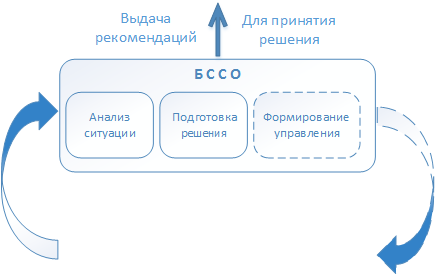 Выдача
рекомендаций
Для принятия
решения
БССО
Анализ
ситуации
Подготовка
решения
Формирование
управления